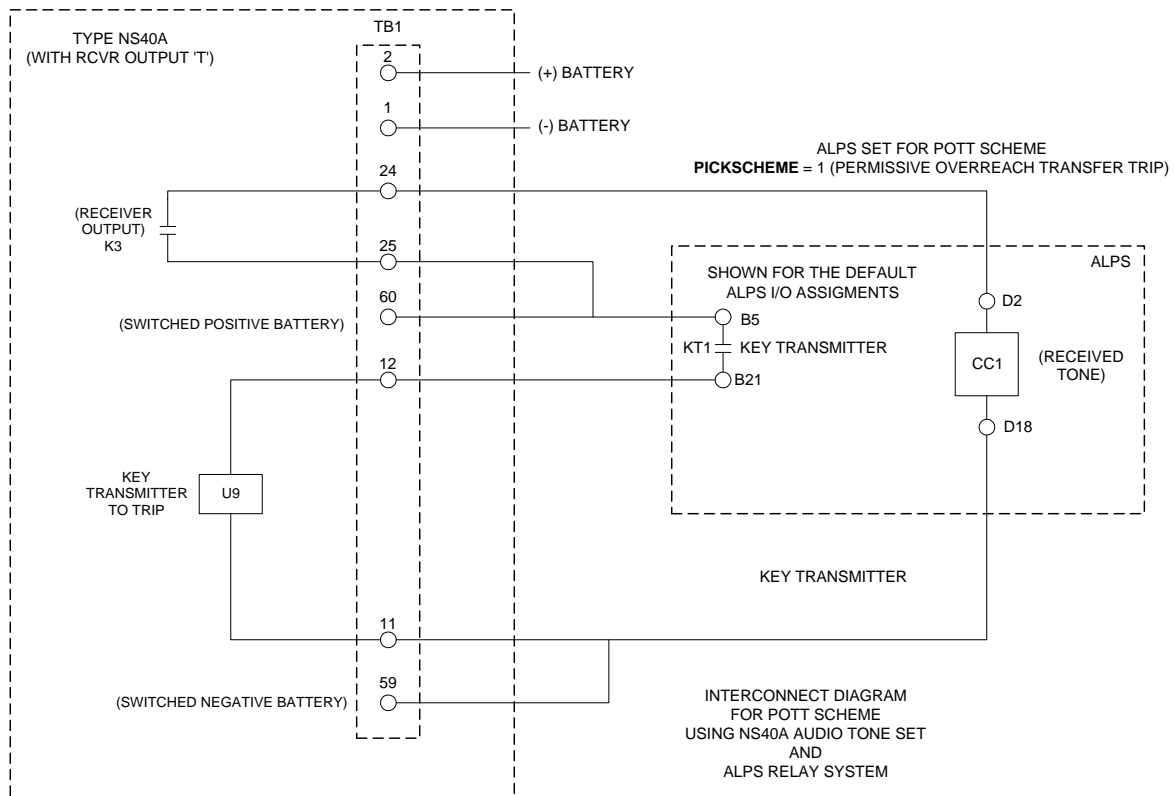 TYPE NS40A
(WITH RCVR OUTPUT 'T')
TB1
2
(+) BATTERY
1
(-) BATTERY
ALPS SET FOR POTT SCHEME
PICKSCHEME = 1 (PERMISSIVE OVERREACH TRANSFER TRIP)
24
(RECEIVER
OUTPUT)
K3
25
60
(SWITCHED POSITIVE BATTERY)
12
ALPS
SHOWN FOR THE DEFAULT
ALPS I/O ASSIGMENTS
B5
KT1
KEY TRANSMITTER
B21
D2
CC1
(RECEIVED
TONE)
D18
KEY
TRANSMITTER
TO TRIP
U9
KEY TRANSMITTER
11
59
(SWITCHED NEGATIVE BATTERY)
INTERCONNECT DIAGRAM
FOR POTT SCHEME
USING NS40A AUDIO TONE SET
AND
ALPS RELAY SYSTEM